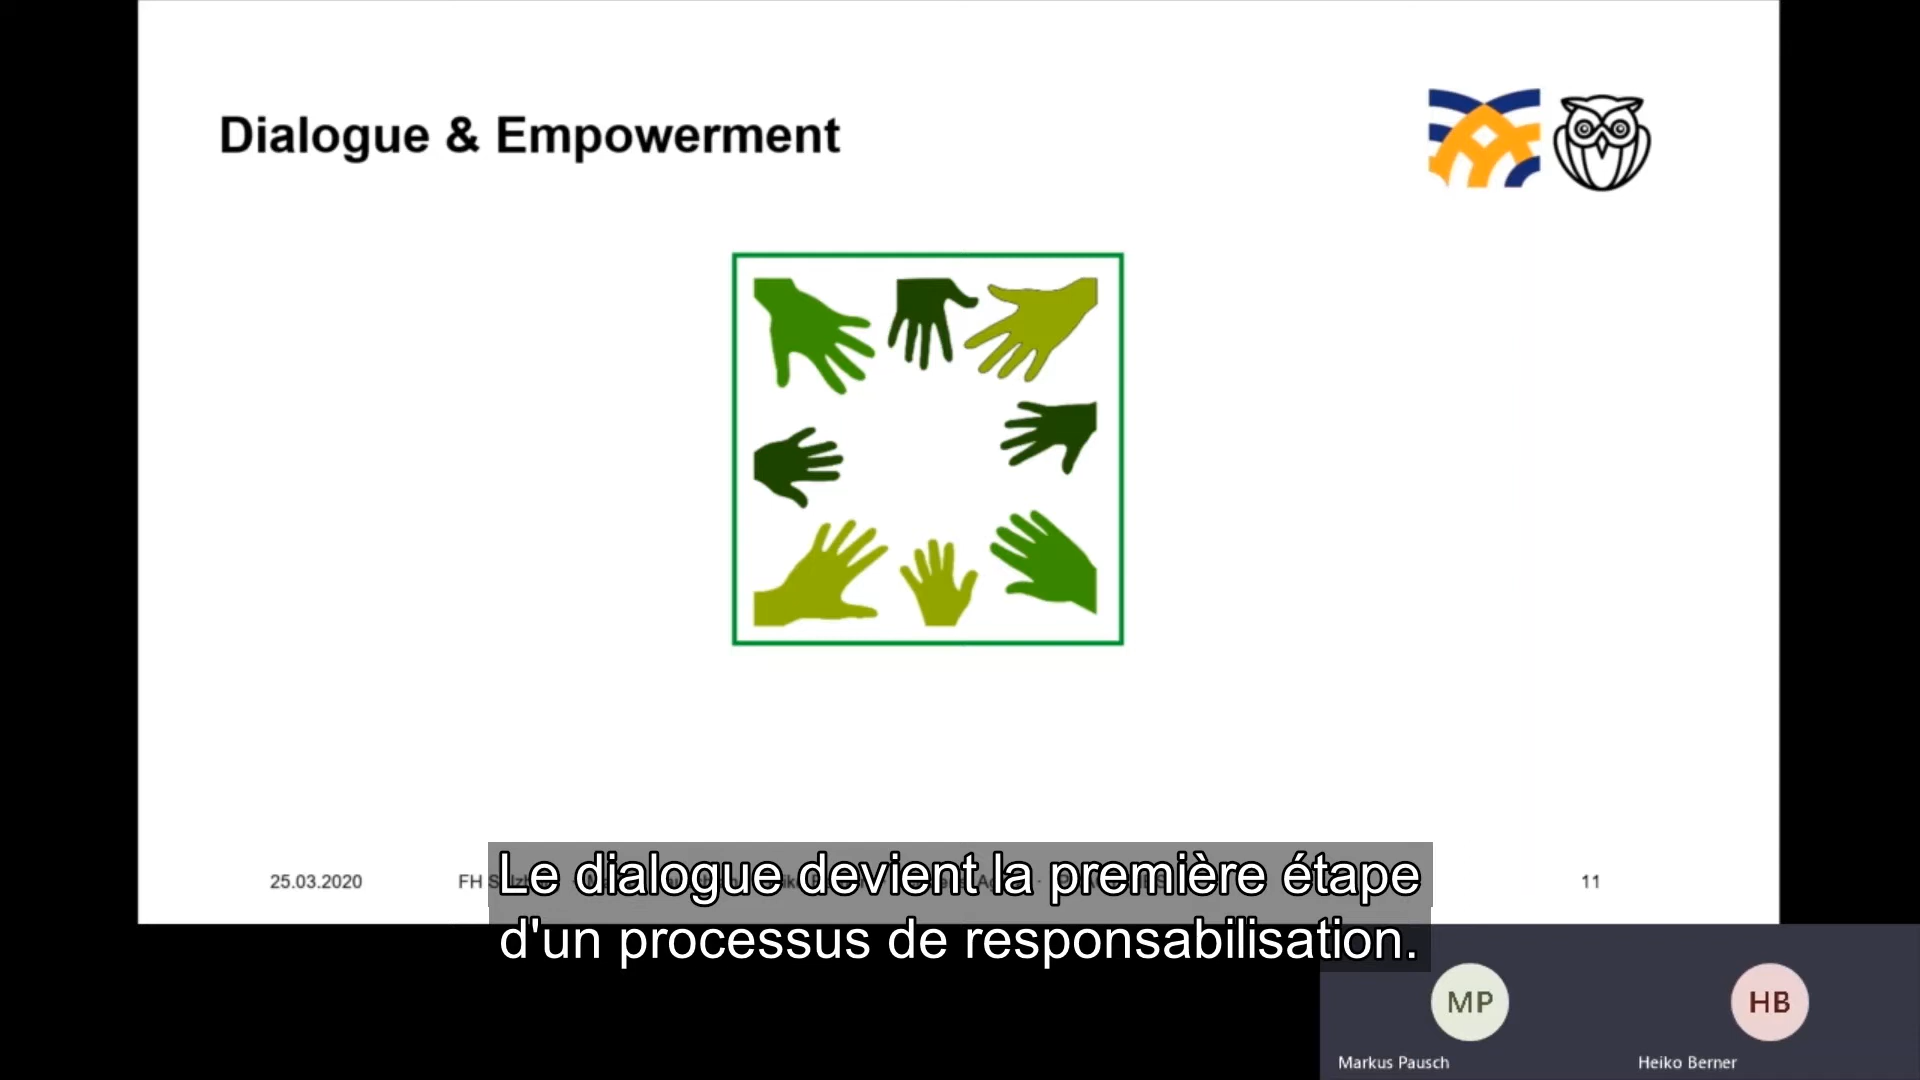 Dialogue & Empowerment
25.03.2020
FH
11
Le dialogue devient la première étape
d'un processus de responsabilisation.
MP
HB
Markus Pausch
Heiko Berner